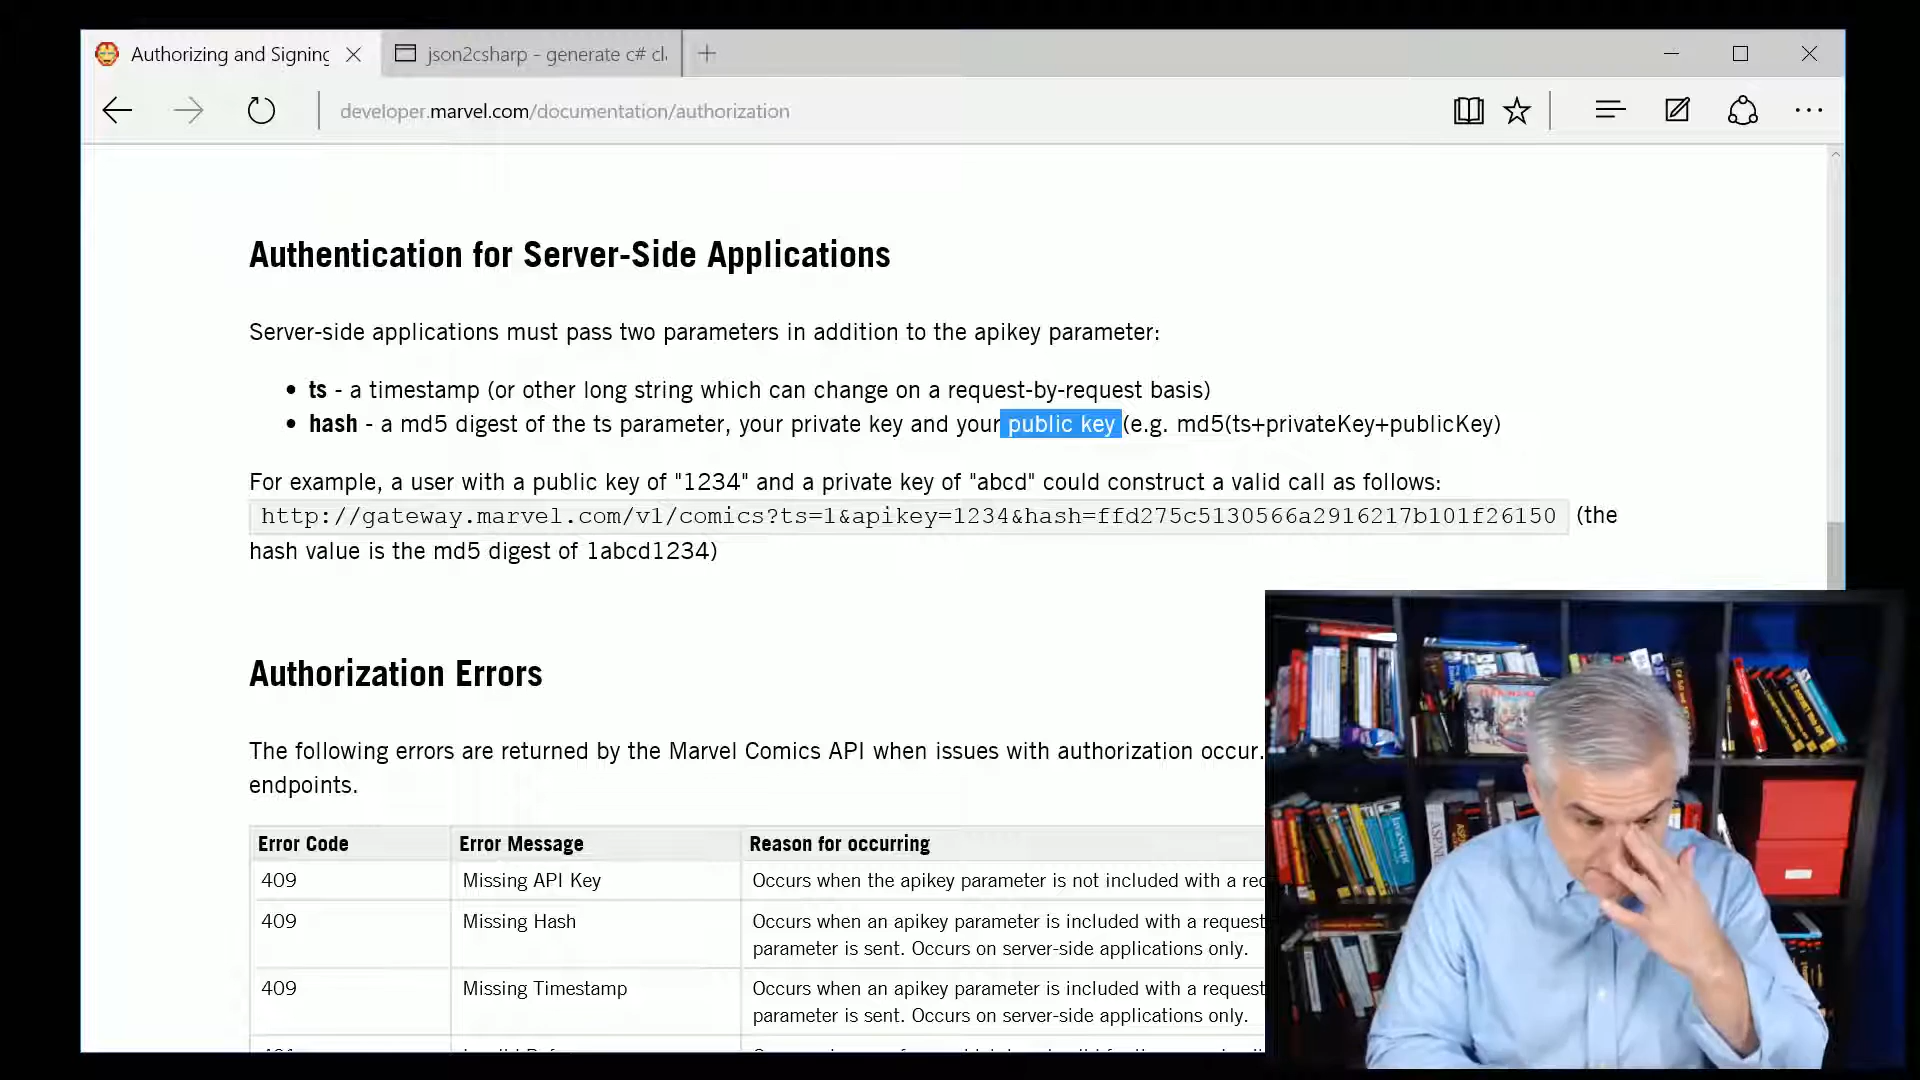 Authorizing and Signing
json2csharp - generate c# cl
developer.marvel.com/documentation/authorization
Authentication for Server-Side Applications
Server-side applications must pass two parameters in addition to the apikey parameter:
• ts - a timestamp (or other long string which can change on a request-by-request basis)
• hash - a md5 digest of the ts parameter, your private key and your public key (e.g. md5(ts+privateKey+publicKey)
For example, a user with a public key of "1234" and a private key of "abcd" could construct a valid call as follows:
http://gateway.marvel.com/v1/comics?ts=1&apikey=1234&hash=ffd275c5130566a2916217b101f26150 (the
hash value is the md5 digest of 1abcd1234)
Authorization Errors
The following errors are returned by the Marvel Comics API when issues with authorization occur.
endpoints.
Error Code Error Message Reason for occurring
409 Missing API Key Occurs when the apikey parameter is not included with a
409 Missing Hash Occurs when an apikey parameter is included with a request
parameter is sent. Occurs on server-side applications only.
409 Missing Timestamp Occurs when an apikey parameter is included with a request
parameter is sent. Occurs on server-side applications only.
JavaScript